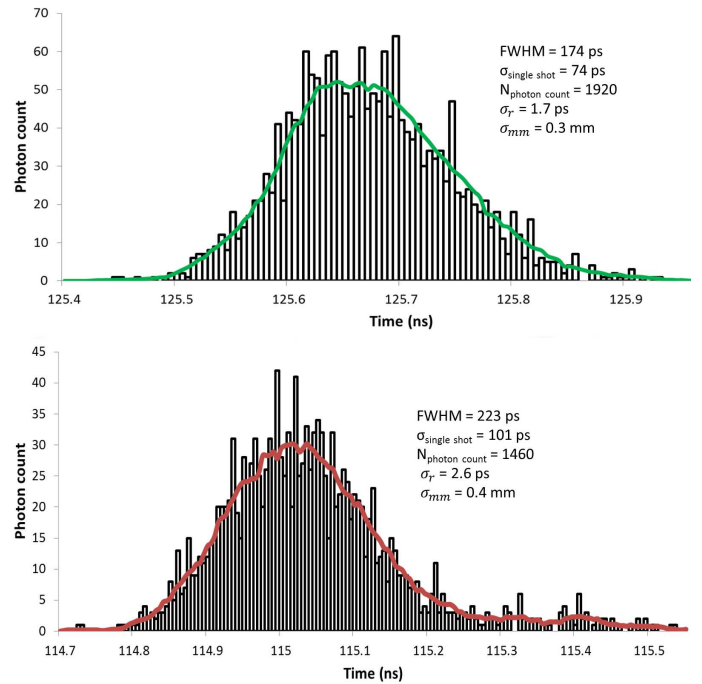 70
60
50
40
30
20
10
0
Photon count
FWHM = 174 ps
σsingle shot = 74 ps
Nphoton count = 1920
σr = 1.7 ps
σmm = 0.3 mm
125.4 125.5 125.6 125.7 125.8 125.9
Time (ns)
45
40
35
30
25
20
15
10
5
0
Photon count
FWHM = 223 ps
σsingle shot = 101 ps
Nphoton count = 1460
σr = 2.6 ps
σmm = 0.4 mm
114.7 114.8 114.9 115 115.1 115.2 115.3 115.4 115.5
Time (ns)